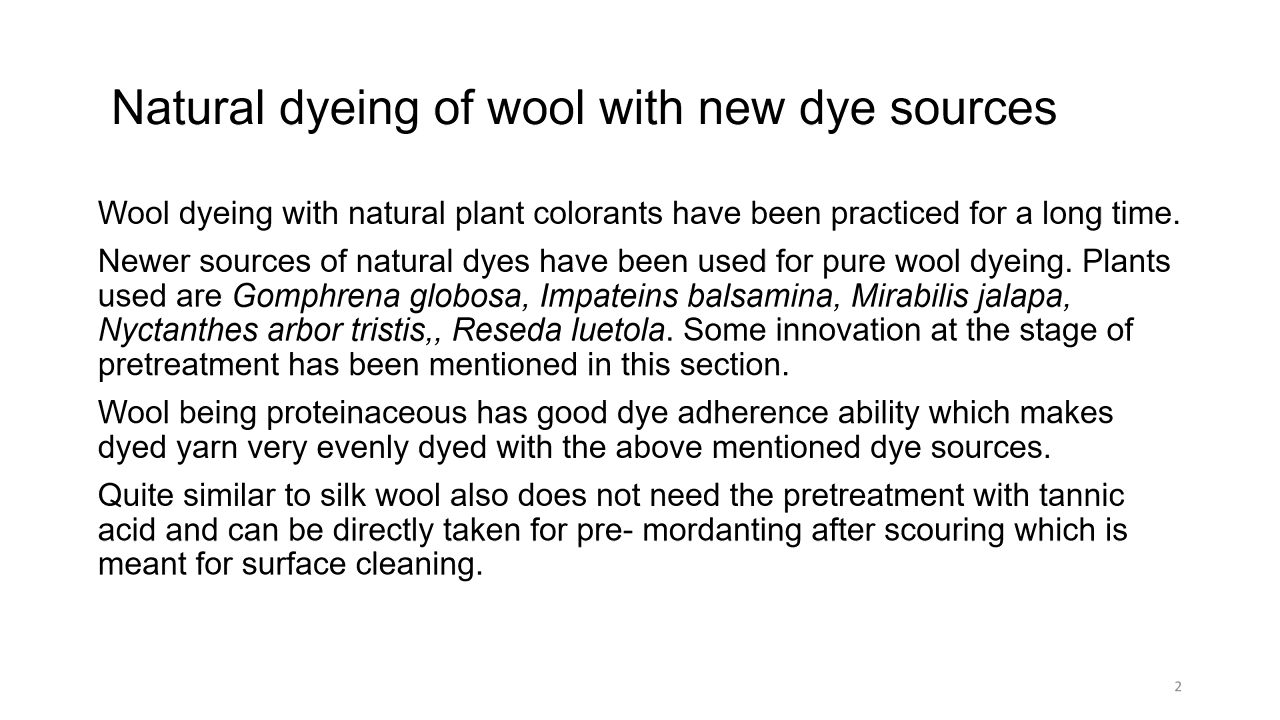 Natural dyeing of wool with new dye sources
Wool dyeing with natural plant colorants have been practiced for a long time.
Newer sources of natural dyes have been used for pure wool dyeing. Plants
used are Gomphrena globosa, Impateins balsamina, Mirabilis jalapa,
Nyctanthes arbor tristis,, Reseda luetola. Some innovation at the stage of
pretreatment has been mentioned in this section.
Wool being proteinaceous has good dye adherence ability which makes
dyed yarn very evenly dyed with the above mentioned dye sources.
Quite similar to silk wool also does not need the pretreatment with tannic
acid and can be directly taken for pre- mordanting after scouring which is
meant for surface cleaning.
2